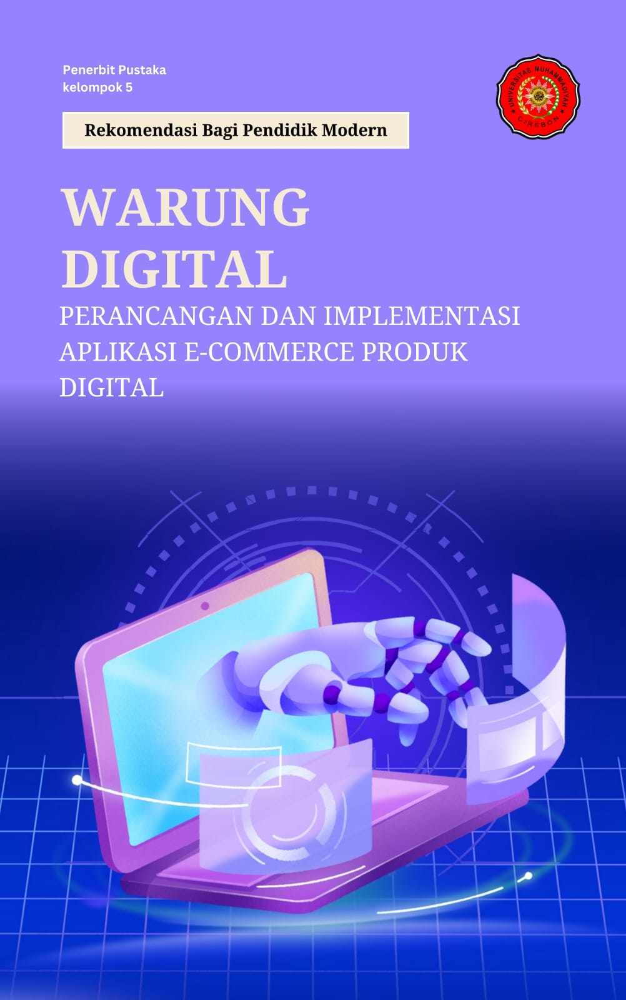 Penerbit Pustaka
kelompok 5
UNIVERSITAS MUHAMMADIYAH
CIREBON
Rekomendasi Bagi Pendidik Modern
WARUNG
DIGITAL
PERANCANGAN DAN IMPLEMENTASI
APLIKASI E-COMMERCE PRODUK
DIGITAL